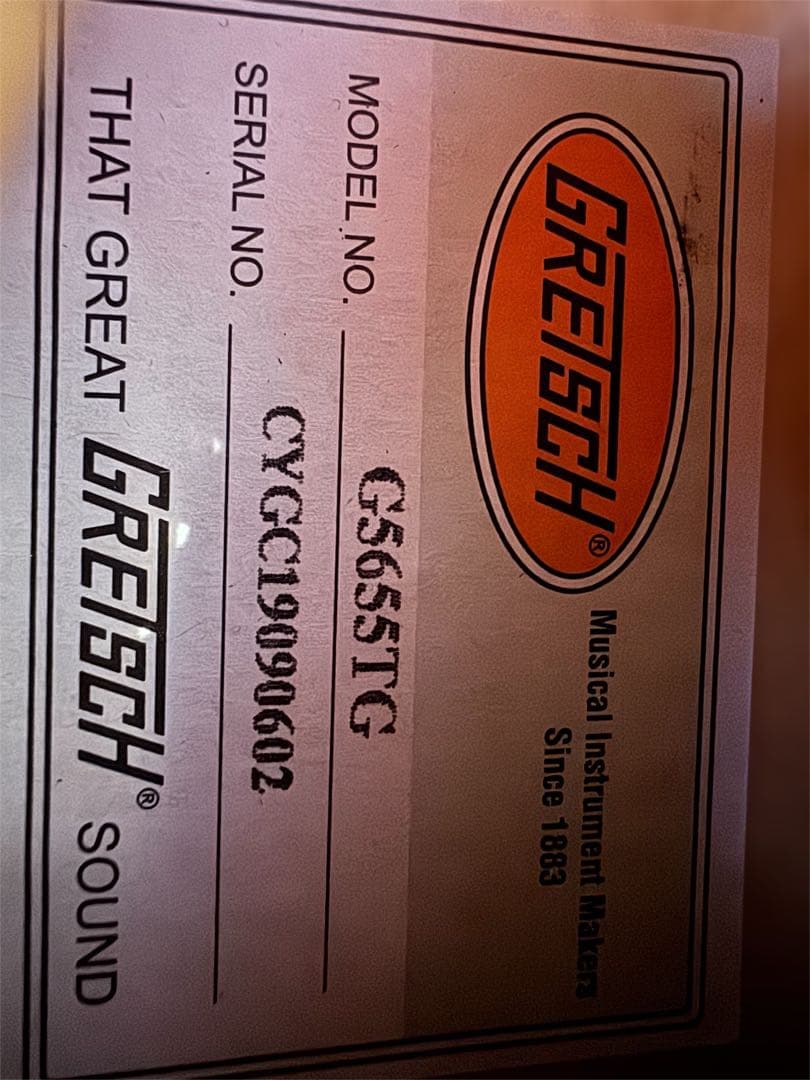 GRETSCH®
Musical Instrument Makers
Since 1883
MODEL NO. G5655TG
SERIAL NO. CYGC19090602
THAT GREAT GRETSCH® SOUND